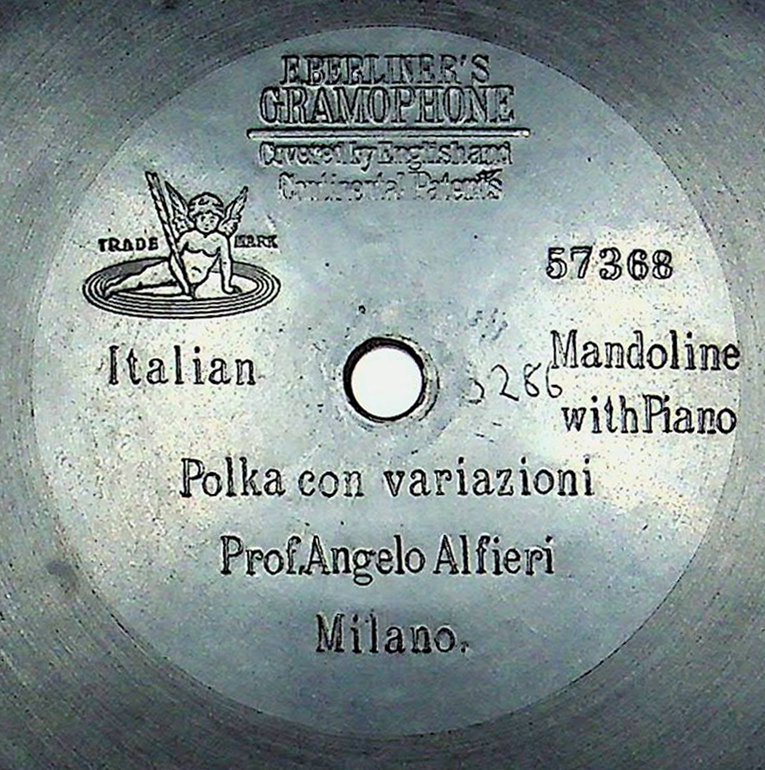 E.BERLINER'S
GRAMOPHONE
Covered by English and
Continental Patents
TRADE MARK
57368
Italian
Mandoline
with Piano
3286
Polka con variazioni
Prof. Angelo Alfieri
Milano.